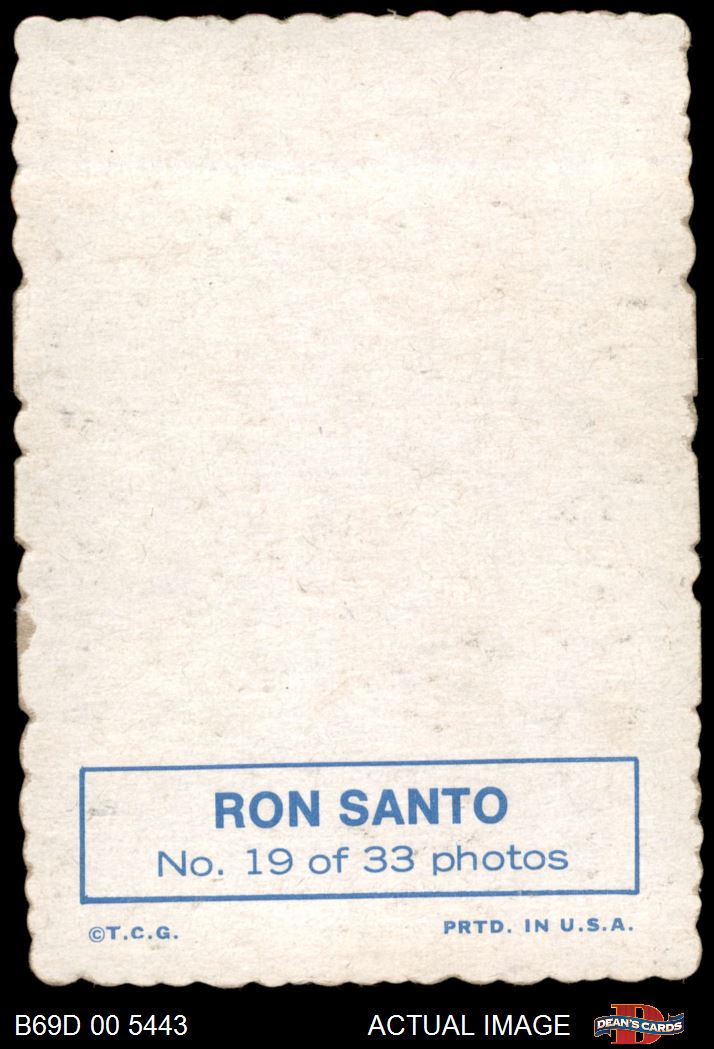 RON SANTO
No. 19 of 33 photos
©T.C.G.
PRTD. IN U.S.A.
B69D 00 5443
ACTUAL IMAGE
D
DEAN'S CARDS